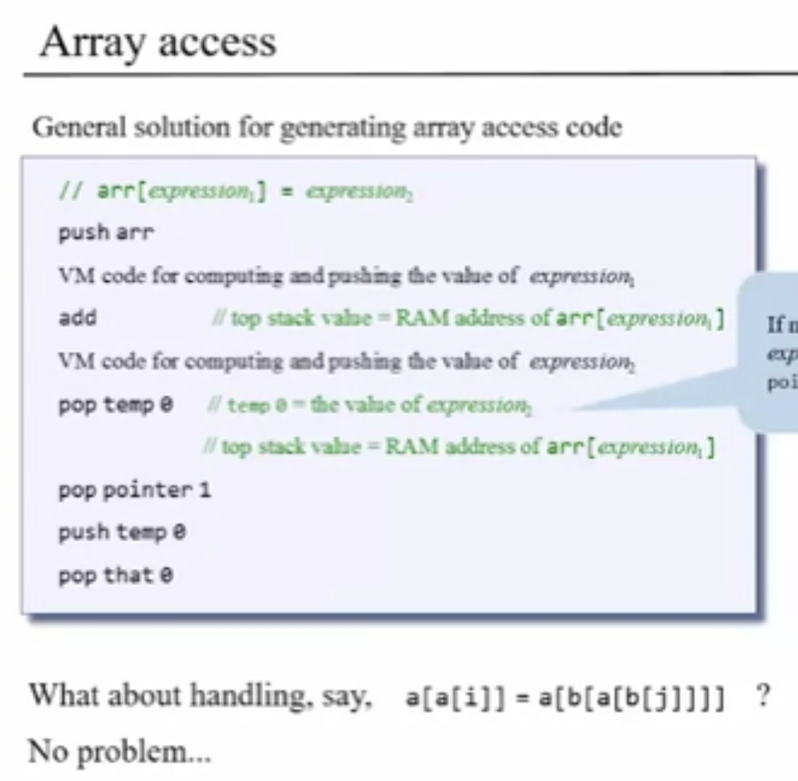 Array access
General solution for generating array access code
// arr[expression₁] = expression₂
push arr
VM code for computing and pushing the value of expression₁
add // top stack value = RAM address of arr[expression₁]
VM code for computing and pushing the value of expression₂
pop temp 0 // temp 0 = the value of expression₂
// top stack value = RAM address of arr[expression₁]
pop pointer 1
push temp 0
pop that 0
If
What about handling, say, a[a[i]] = a[b[a[b[j]]]] ?
No problem...